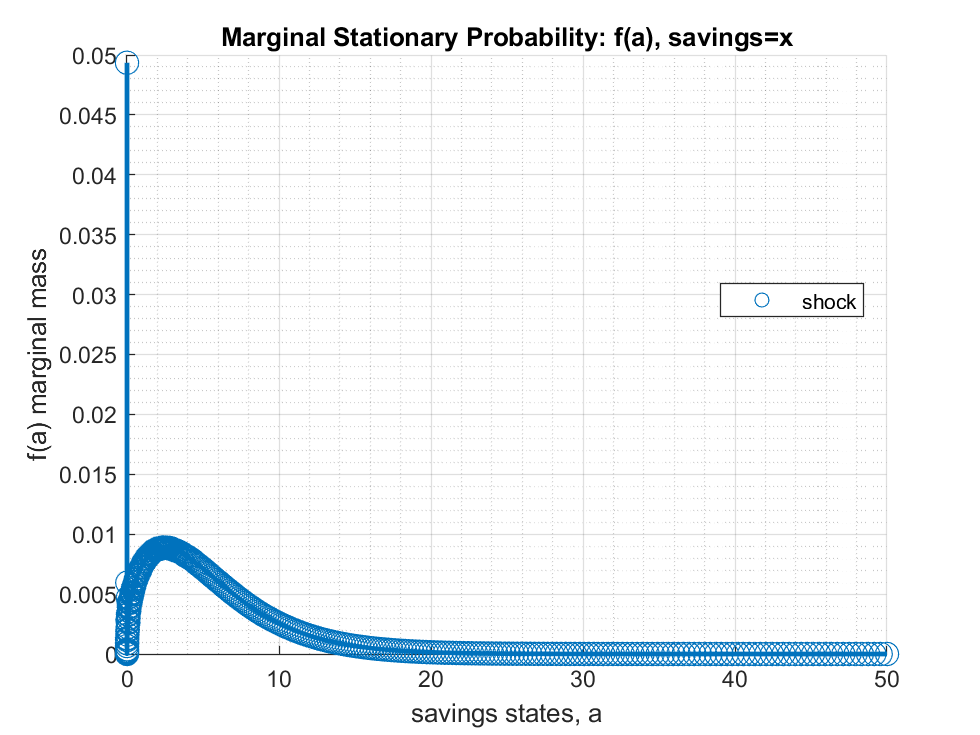 Marginal Stationary Probability: f(a), savings=x
0.05
0.045
0.04
0.035
0.03
0.025
0.02
0.015
0.01
0.005
0
f(a) marginal mass
shock
0 10 20 30 40 50
savings states, a